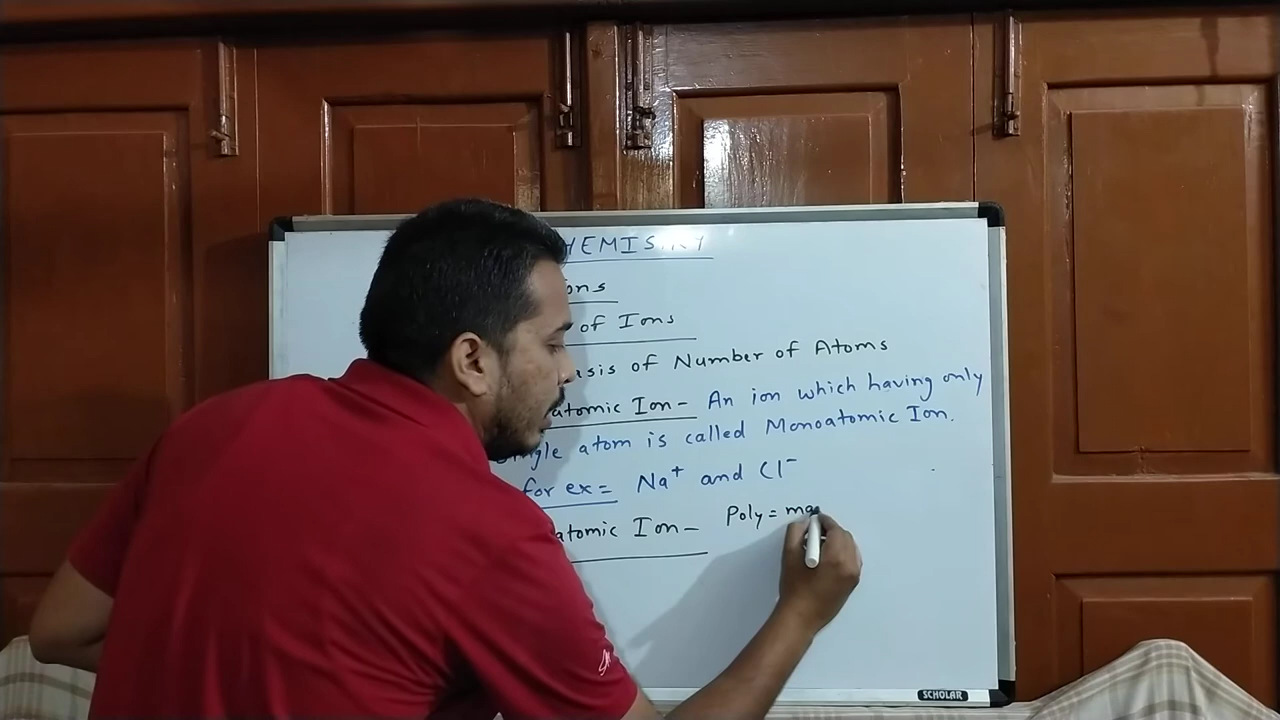 HEMISTRY
ons
of Ions
asis of Number of Atoms
atomic Ion- An ion which having only
Single atom is called Monoatomic Ion.
for ex= Na⁺ and Cl⁻
atomic Ion- Poly = ma
SCHOLAR